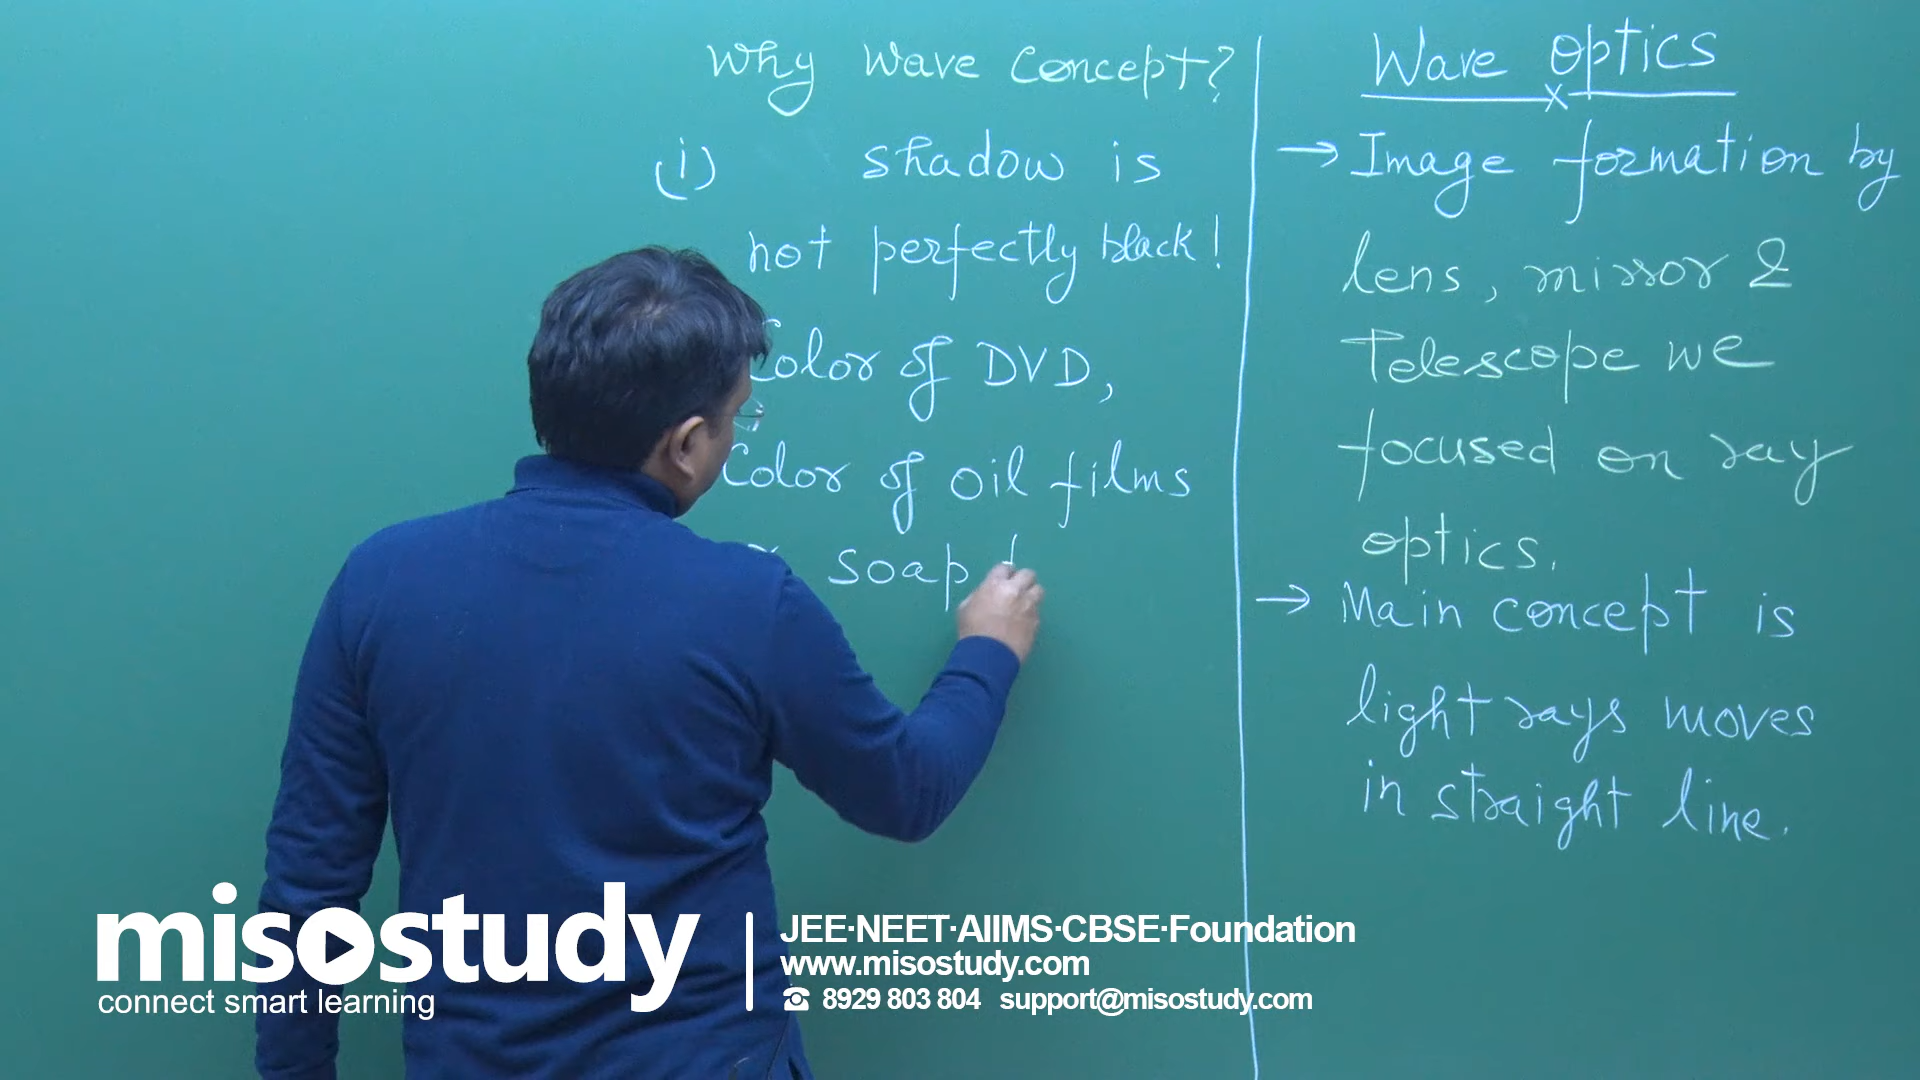 Why Wave Concept?
(i) shadow is
not perfectly black!
Color of DVD,
Color of oil films
soap
Wave optics
→ Image formation by
lens, mirror &
Telescope we
focused on ray
optics.
→ Main concept is
light rays moves
in straight line.
misostudy
connect smart learning
JEE·NEET·AIIMS·CBSE·Foundation
www.misostudy.com
☎ 8929 803 804 support@misostudy.com